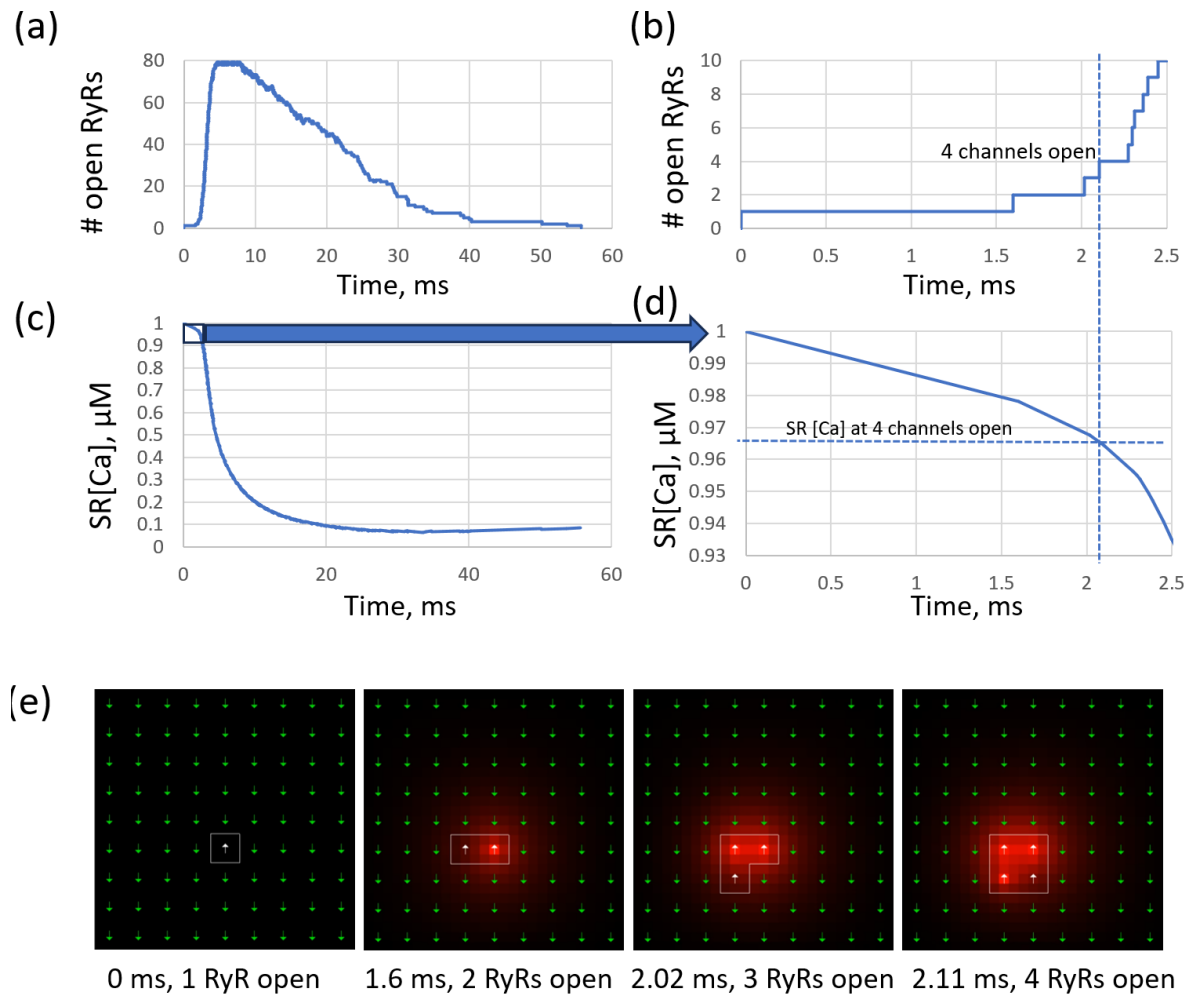 (a)
80
60
40
20
0
# open RyRs
0 10 20 30 40 50 60
Time, ms
(b)
10
8
6
4
2
0
# open RyRs
4 channels open
0 0.5 1 1.5 2 2.5
Time, ms
(c)
1
0.9
0.8
0.7
0.6
0.5
0.4
0.3
0.2
0.1
0
SR[Ca], µM
0 20 40 60
Time, ms
(d)
1
0.99
0.98
0.97
0.96
0.95
0.94
0.93
SR[Ca], µM
SR [Ca] at 4 channels open
0 0.5 1 1.5 2 2.5
Time, ms
(e)
0 ms, 1 RyR open
1.6 ms, 2 RyRs open
2.02 ms, 3 RyRs open
2.11 ms, 4 RyRs open